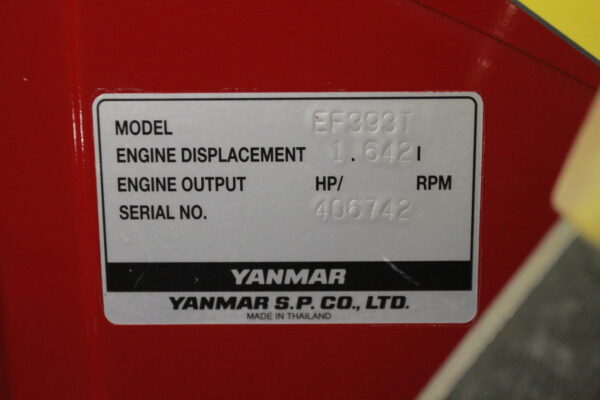 MODEL EF393T
ENGINE DISPLACEMENT 1.642 l
ENGINE OUTPUT HP/ RPM
SERIAL NO. 406742
YANMAR
YANMAR S.P. CO., LTD.
MADE IN THAILAND